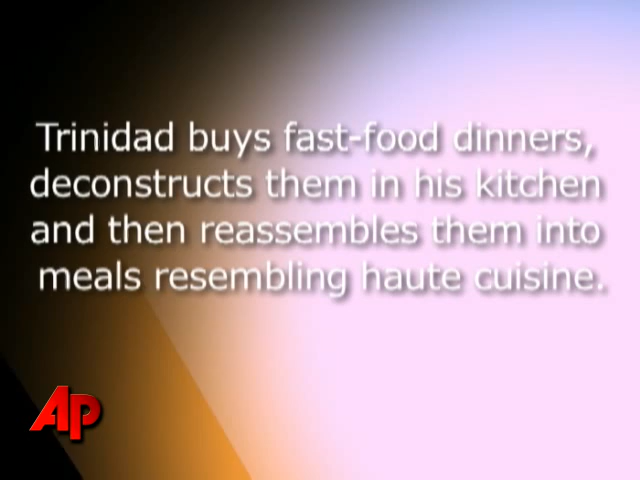 Trinidad buys fast-food dinners,
deconstructs them in his kitchen
and then reassembles them into
meals resembling haute cuisine.
AP